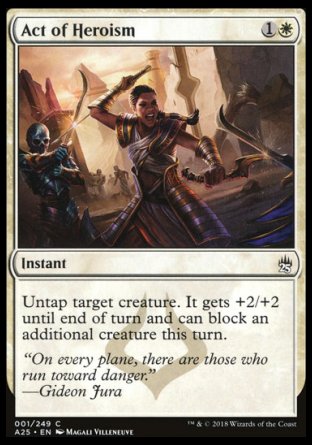 Act of Heroism 1
Instant 25
Untap target creature. It gets +2/+2
until end of turn and can block an
additional creature this turn.
“On every plane, there are those who
run toward danger.”
—Gideon Jura
001/249 C
A25 • EN MAGALI VILLENEUVE ™ & © 2018 Wizards of the Coast